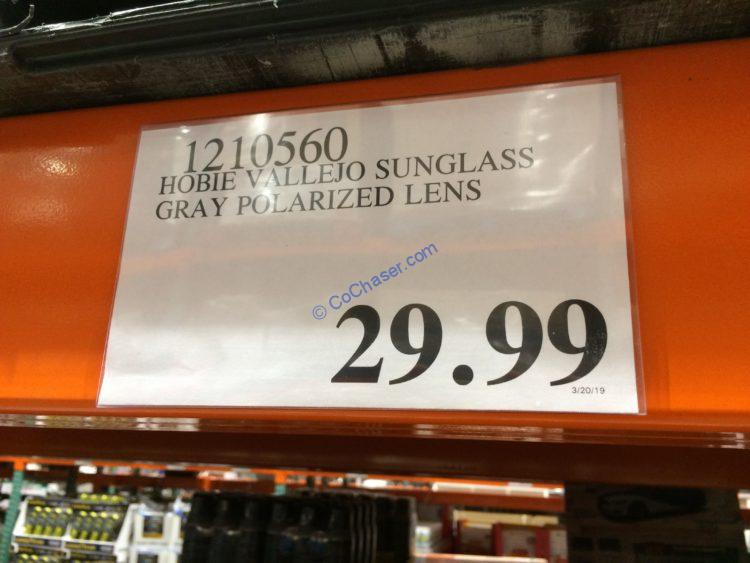 1210560
HOBIE VALLEJO SUNGLASS
GRAY POLARIZED LENS
© CoChaser.com
29.99
3/20/19